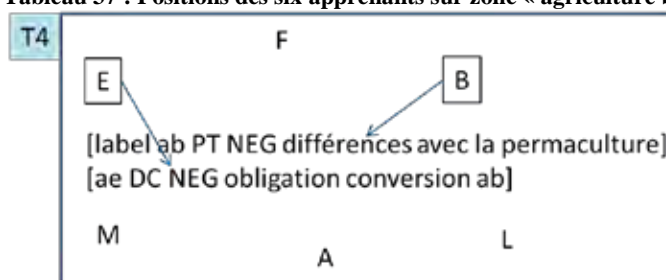 Tableau 37 : Positions des six apprenants sur zone « agriculture b
T4
F
E
B
[label ab PT NEG différences avec la permaculture]
[ae DC NEG obligation conversion ab]
M
L
A